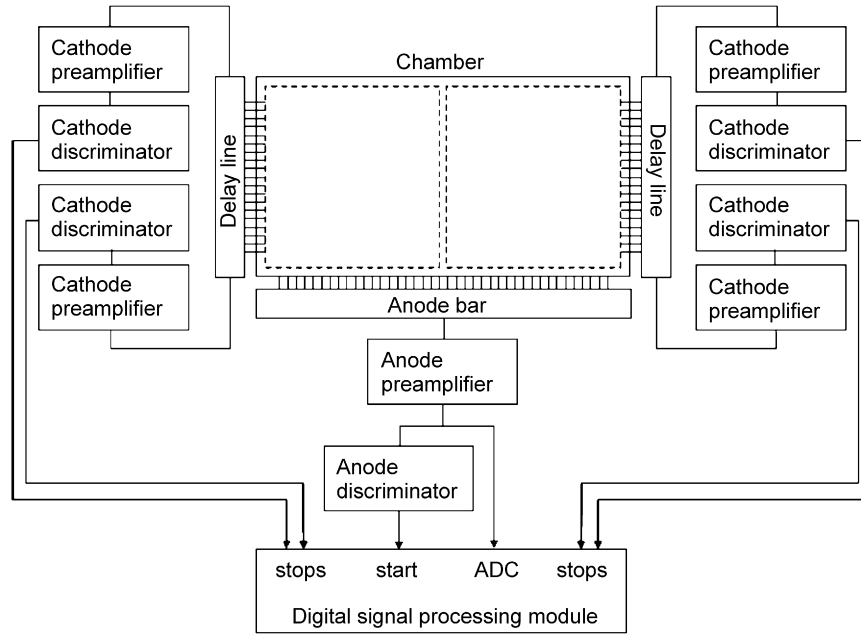 Cathode
preamplifier
Cathode
discriminator
Cathode
discriminator
Cathode
preamplifier
Delay line
Chamber
Delay line
Cathode
preamplifier
Cathode
discriminator
Cathode
discriminator
Cathode
preamplifier
Anode bar
Anode
preamplifier
Anode
discriminator
stops start ADC stops
Digital signal processing module